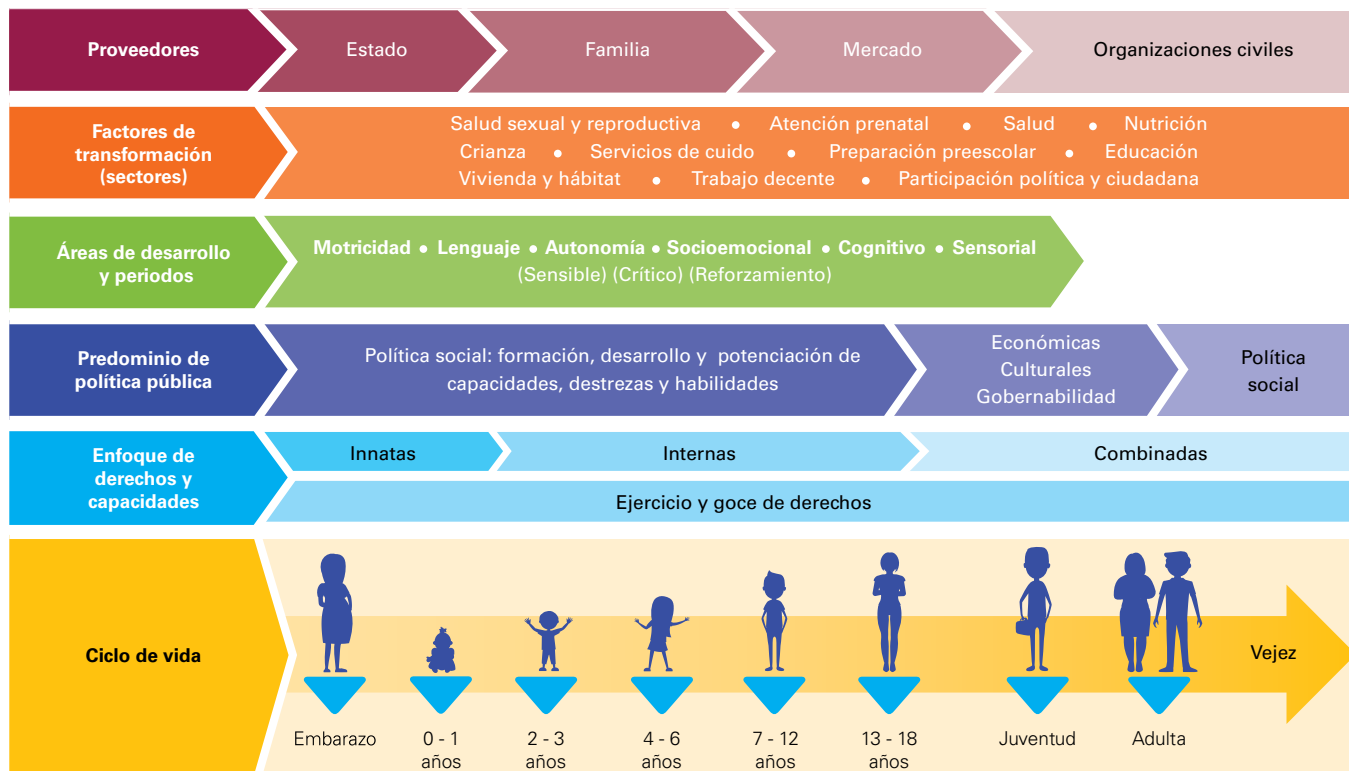 Proveedores
Estado
Familia
Mercado
Organizaciones civiles
Factores de
transformación
(sectores)
Salud sexual y reproductiva • Atención prenatal • Salud • Nutrición
Crianza • Servicios de cuido • Preparación preescolar • Educación
Vivienda y hábitat • Trabajo decente • Participación política y ciudadana
Áreas de desarrollo
y periodos
Motricidad • Lenguaje • Autonomía • Socioemocional • Cognitivo • Sensorial
(Sensible) (Crítico) (Reforzamiento)
Predominio de
política pública
Política social: formación, desarrollo y potenciación de
capacidades, destrezas y habilidades
Económicas
Culturales
Gobernabilidad
Política
social
Enfoque de
derechos y
capacidades
Innatas
Internas
Combinadas
Ejercicio y goce de derechos
Ciclo de vida
Vejez
Embarazo
0 - 1
años
2 - 3
años
4 - 6
años
7 - 12
años
13 - 18
años
Juventud
Adulta